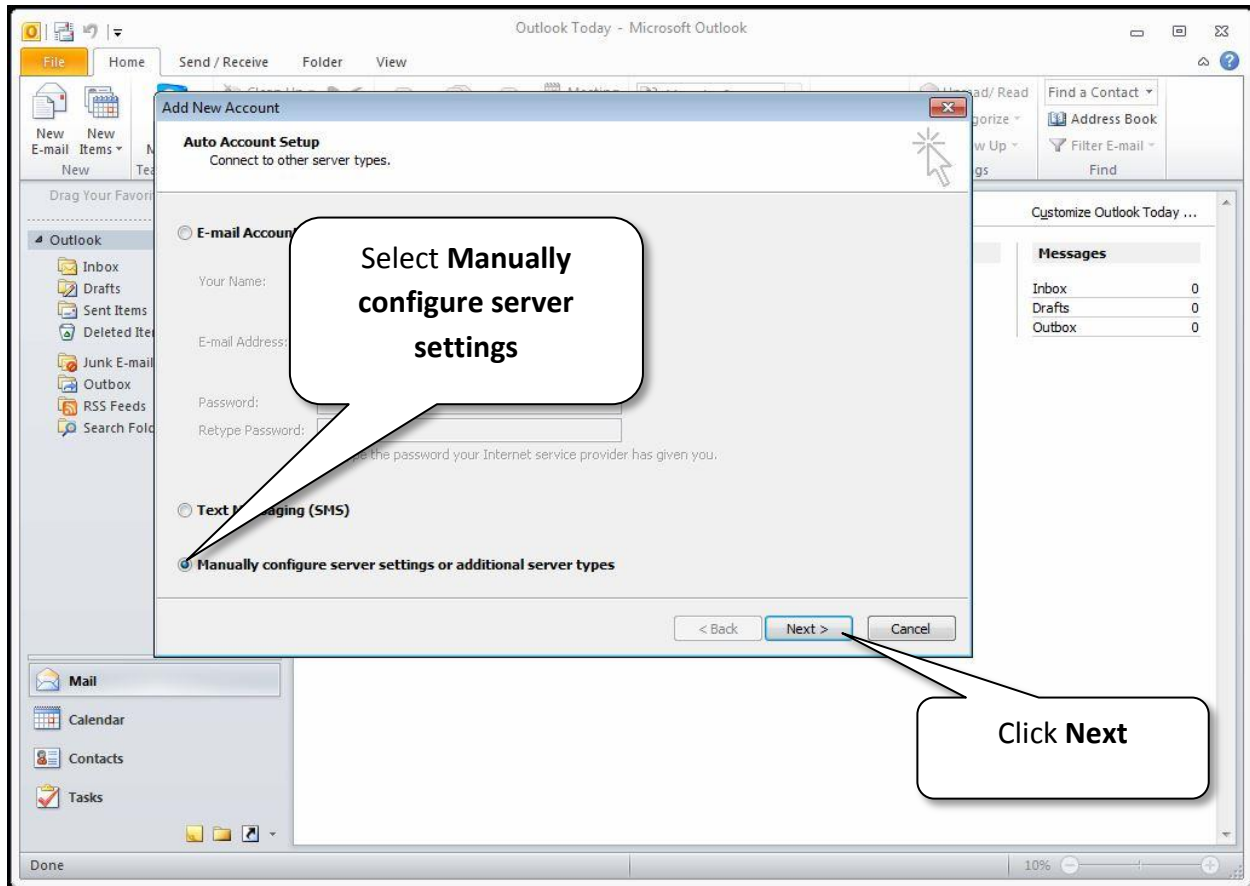 Outlook Today - Microsoft Outlook
File Home Send / Receive Folder View
Meeting
Unread/ Read
Find a Contact
Address Book
Filter E-mail
New E-mail
New Items
New
Find
Add New Account
Auto Account Setup
Connect to other server types.
Customize Outlook Today ...
Outlook
Inbox
Drafts
Sent Items
Junk E-mail
Outbox
RSS Feeds
E-mail
Your Name:
E-mail Address:
Password:
Retype Password:
the password your Internet service provider has given you.
Text
(SMS)
Manually configure server settings or additional server types
Select Manually
configure server
settings
< Back Next > Cancel
Messages
Inbox 0
Drafts 0
Outbox 0
Click Next
Mail
Calendar
Contacts
Tasks
Done
10%